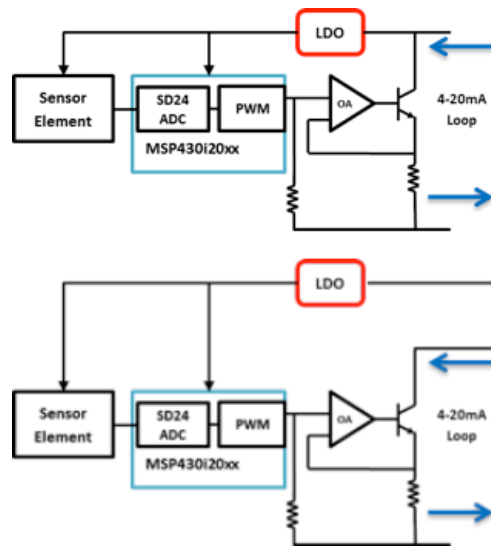 LDO
Sensor
Element
SD24
ADC
PWM
MSP430i20xx
OA
4-20mA
Loop
LDO
Sensor
Element
SD24
ADC
PWM
MSP430i20xx
OA
4-20mA
Loop